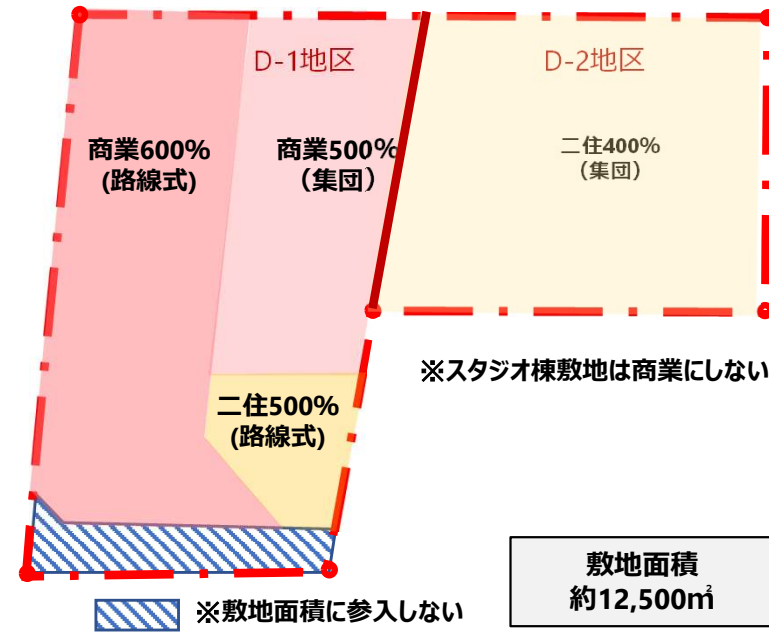 D-1地区
D-2地区
商業600%
(路線式)
商業500%
（集団）
二住400%
（集団）
※スタジオ棟敷地は商業にしない
二住500%
(路線式)
敷地面積
約12,500㎡
※敷地面積に参入しない